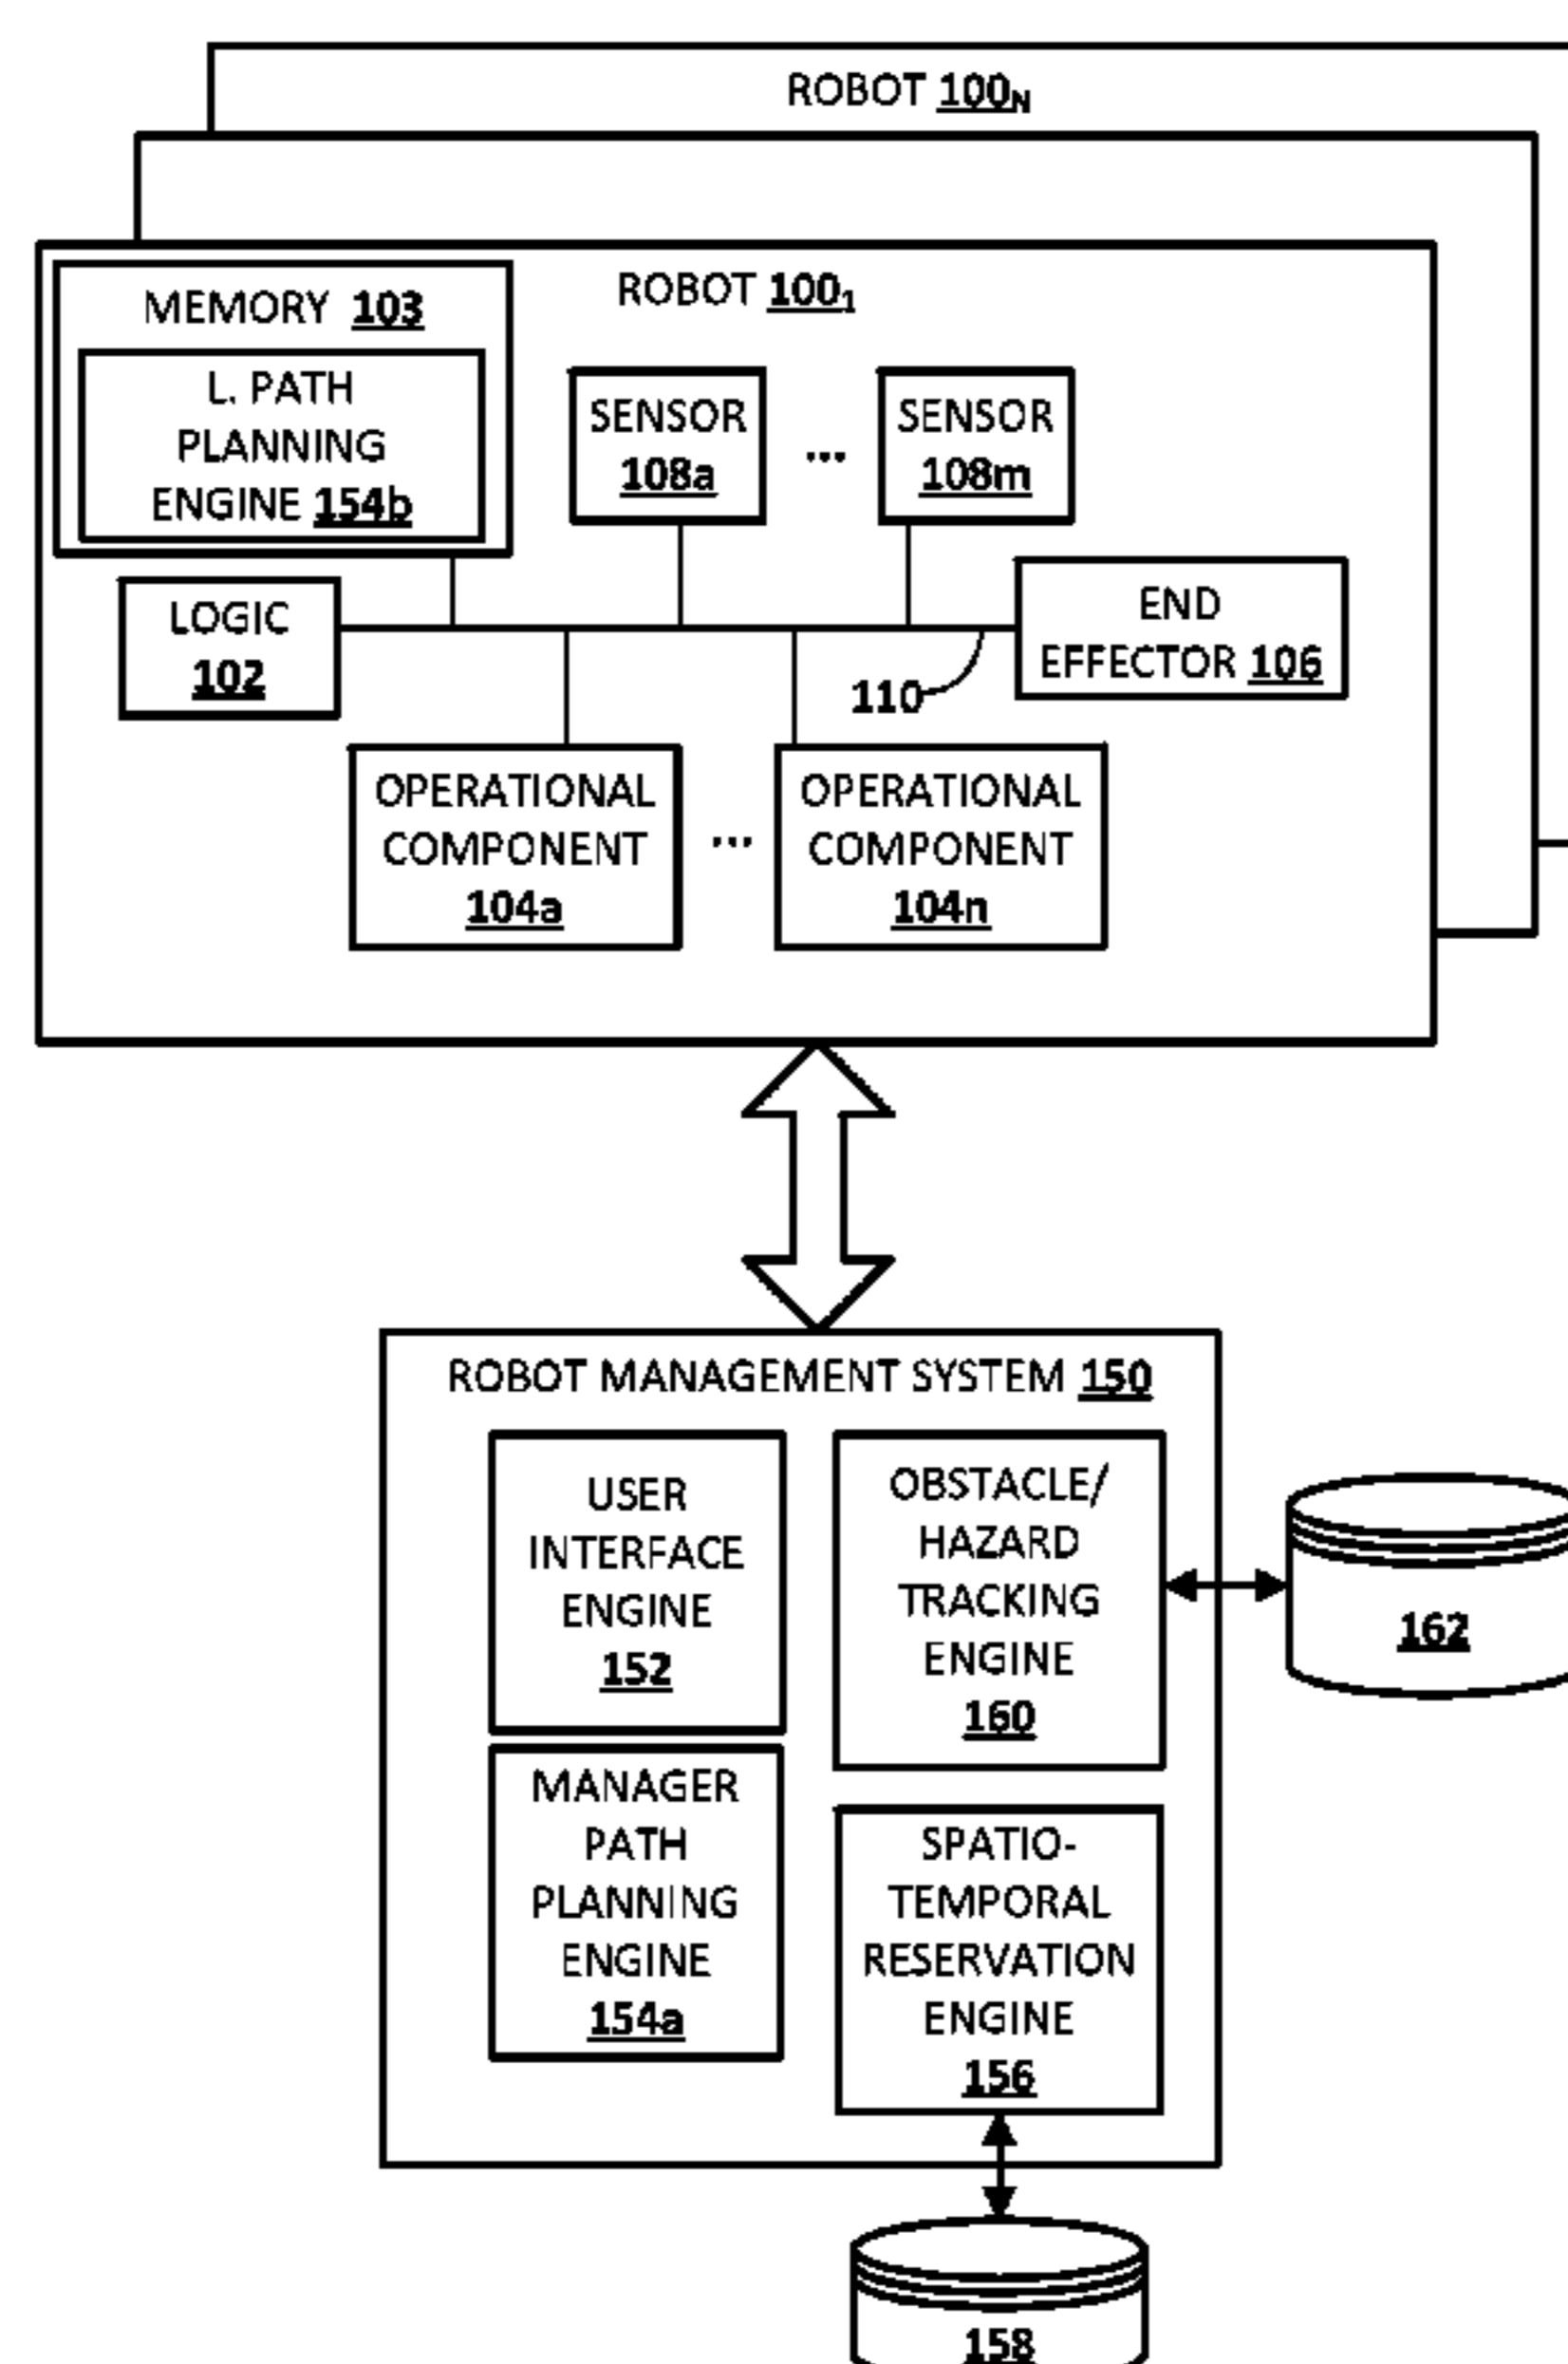 ROBOT 100N
ROBOT 1001
MEMORY 103
L. PATH
PLANNING
ENGINE 154b
SENSOR
108a
...
SENSOR
108m
LOGIC
102
END
EFFECTOR 106
110
OPERATIONAL
COMPONENT
104a
...
OPERATIONAL
COMPONENT
104n
ROBOT MANAGEMENT SYSTEM 150
USER
INTERFACE
ENGINE
152
OBSTACLE/
HAZARD
TRACKING
ENGINE
160
162
MANAGER
PATH
PLANNING
ENGINE
154a
SPATIO-
TEMPORAL
RESERVATION
ENGINE
156
158